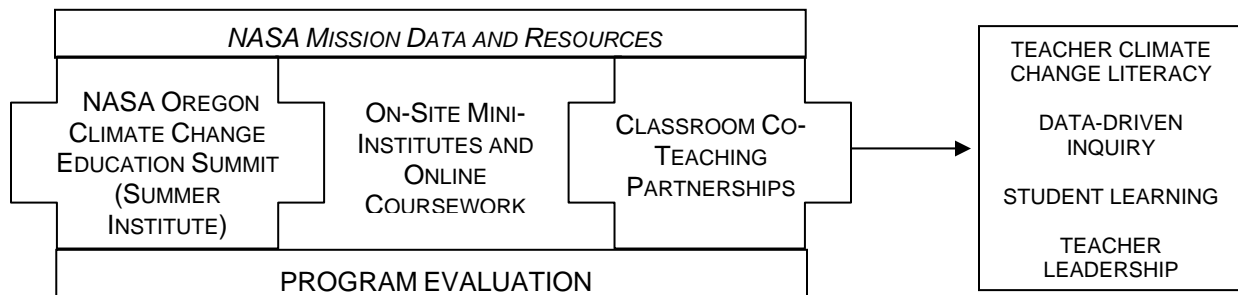 NASA MISSION DATA AND RESOURCES
NASA OREGON
CLIMATE CHANGE
EDUCATION SUMMIT
(SUMMER
INSTITUTE)
ON-SITE MINI-
INSTITUTES AND
ONLINE
COURSEWORK
CLASSROOM CO-
TEACHING
PARTNERSHIPS
PROGRAM EVALUATION
TEACHER CLIMATE
CHANGE LITERACY
DATA-DRIVEN
INQUIRY
STUDENT LEARNING
TEACHER
LEADERSHIP